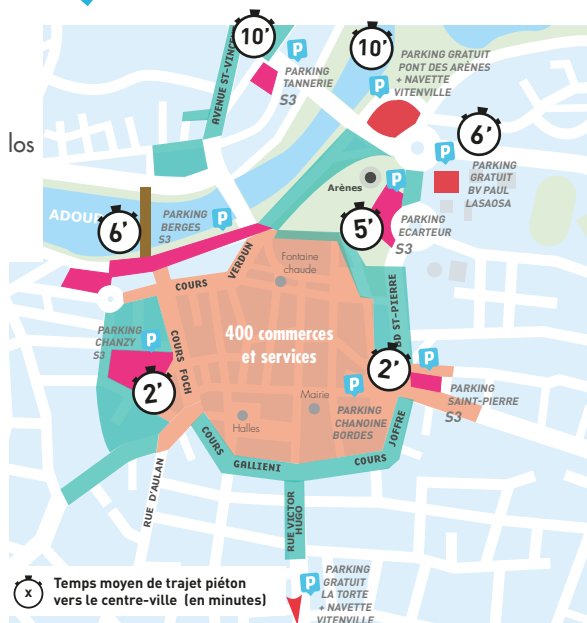 10'
P
AVENUE ST-VINCE
PARKING
TANNERIE
S3
10'
P
PARKING GRATUIT
PONT DES ARÈNES
+ NAVETTE
VITENVILLE
los
6'
P
PARKING
GRATUIT
BV PAUL
LASAOSA
Arènes
P
ADOUR
6'
PARKING
BERGES
S3
P
5'
PARKING
ECARTEUR
S3
COURS
VERDUN
Fontaine
chaude
BD ST-PIERRE
PARKING
CHANZY
S3
P
COURS FOCH
400 commerces
et services
2'
2'
P
PARKING
SAINT-PIERRE
S3
Mairie
P
PARKING
CHANOINE
BORDES
Halles
COURS
GALLIENI
COURS
JOFFRE
RUE D'AULAN
RUE VICTOR
HUGO
P
PARKING
GRATUIT
LA TORTE
+ NAVETTE
VITENVILLE
x
Temps moyen de trajet piéton
vers le centre-ville (en minutes)